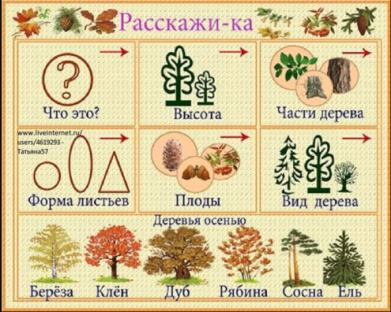 Расскажи-ка
Что это?
Высота
Части дерева
www.liveinternet.ru/
users/4619293-
Татьяна57
Форма листьев
Плоды
Вид дерева
Деревья осенью
Берёза
Клён
Дуб
Рябина
Сосна
Ель